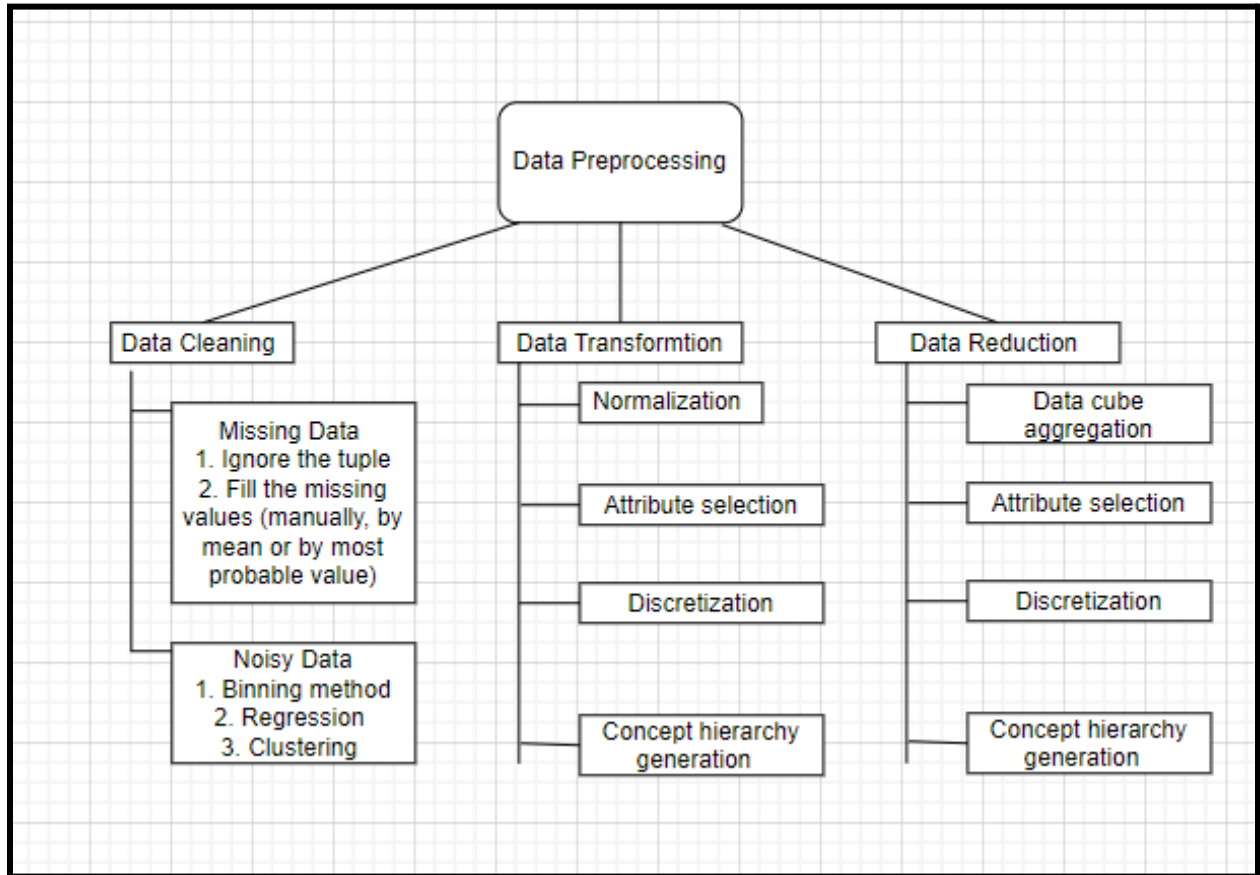 Data Preprocessing
Data Cleaning
Missing Data
1. Ignore the tuple
2. Fill the missing
values (manually, by
mean or by most
probable value)
Noisy Data
1. Binning method
2. Regression
3. Clustering
Data Transformtion
Normalization
Attribute selection
Discretization
Concept hierarchy
generation
Data Reduction
Data cube
aggregation
Attribute selection
Discretization
Concept hierarchy
generation